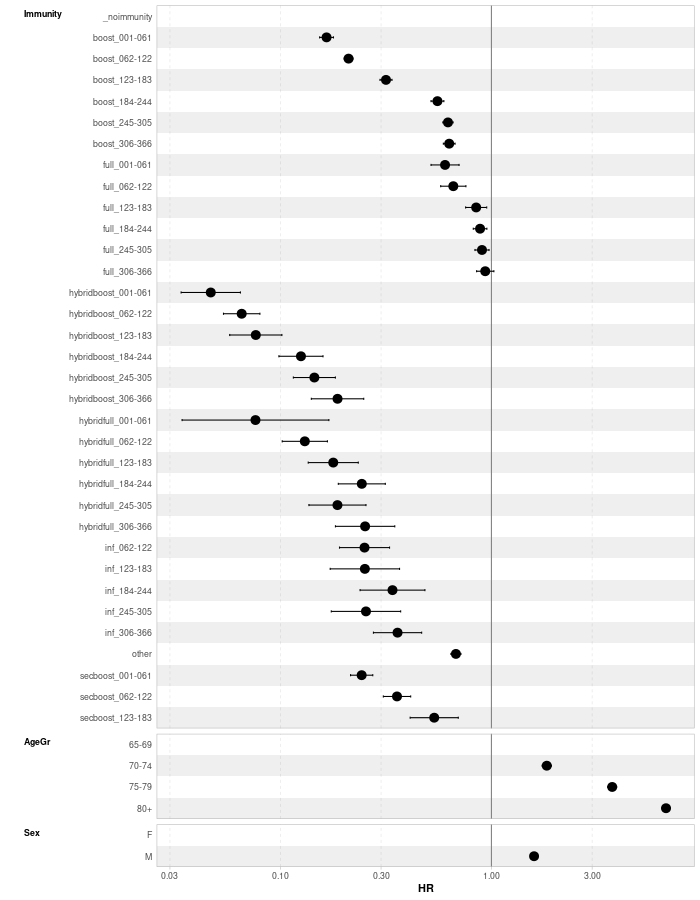 Immunity
_noimmunity
boost_001-061
boost_062-122
boost_123-183
boost_184-244
boost_245-305
boost_306-366
full_001-061
full_062-122
full_123-183
full_184-244
full_245-305
full_306-366
hybridboost_001-061
hybridboost_062-122
hybridboost_123-183
hybridboost_184-244
hybridboost_245-305
hybridboost_306-366
hybridfull_001-061
hybridfull_062-122
hybridfull_123-183
hybridfull_184-244
hybridfull_245-305
hybridfull_306-366
inf_062-122
inf_123-183
inf_184-244
inf_245-305
inf_306-366
other
secboost_001-061
secboost_062-122
secboost_123-183
AgeGr
65-69
70-74
75-79
80+
Sex
F
M
0.03 0.10 0.30 1.00 3.00
HR